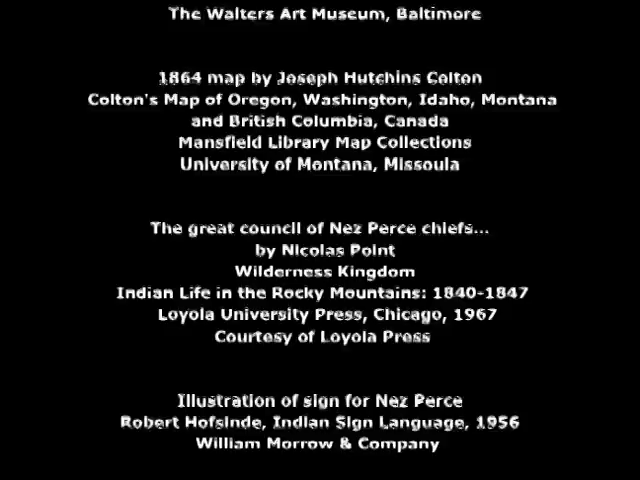 The Walters Art Museum, Baltimore
1864 map by Joseph Hutchins Colton
Colton's Map of Oregon, Washington, Idaho, Montana
and British Columbia, Canada
Mansfield Library Map Collections
University of Montana, Missoula
The great council of Nez Perce chiefs...
by Nicolas Point
Wilderness Kingdom
Indian Life in the Rocky Mountains: 1840-1847
Loyola University Press, Chicago, 1967
Courtesy of Loyola Press
Illustration of sign for Nez Perce
Robert Hofsinde, Indian Sign Language, 1956
William Morrow & Company